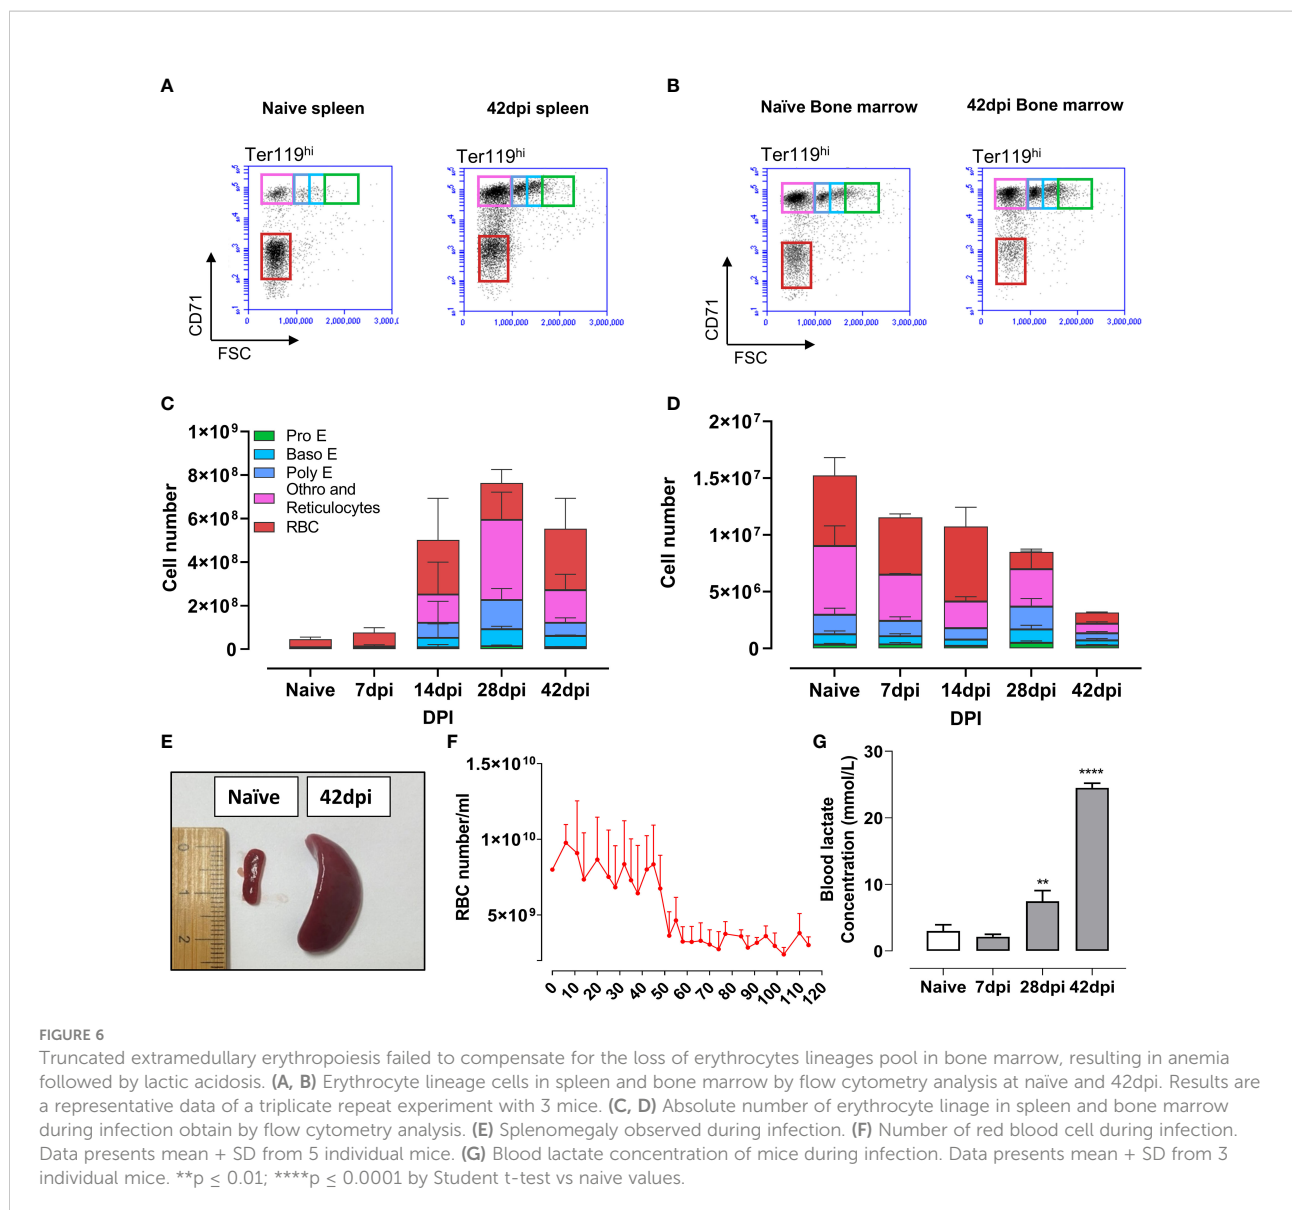 A
Naive spleen
42dpi spleen
Ter119hi
Ter119hi
CD71
FSC
0
1,000,000
2,000,000
3,000,(
0
1,000,000
2,000,000
3,000,000
B
Naïve Bone marrow
42dpi Bone marrow
Ter119hi
Ter119hi
CD71
FSC
0
1,000,000
2,000,000
3,000,000
0
1,000,000
2,000,000
3,000,000
C
Cell number
1×10⁹
8×10⁸
6×10⁸
4×10⁸
2×10⁸
0
Pro E
Baso E
Poly E
Othro and
Reticulocytes
RBC
Naive 7dpi 14dpi 28dpi 42dpi
DPI
D
Cell number
2×10⁷
1.5×10⁷
1×10⁷
5×10⁶
0
Naive 7dpi 14dpi 28dpi 42dpi
DPI
E
Naïve
42dpi
0
1
2
F
RBC number/ml
1.5×10¹⁰
1×10¹⁰
5×10⁹
0 10 20 30 40 50 60 70 80 90 100 110 120
G
Blood lactate
Concentration (mmol/L)
30
20
10
0
**
****
Naive 7dpi 28dpi 42dpi
FIGURE 6
Truncated extramedullary erythropoiesis failed to compensate for the loss of erythrocytes lineages pool in bone marrow, resulting in anemia
followed by lactic acidosis. (A, B) Erythrocyte lineage cells in spleen and bone marrow by flow cytometry analysis at naïve and 42dpi. Results are
a representative data of a triplicate repeat experiment with 3 mice. (C, D) Absolute number of erythrocyte linage in spleen and bone marrow
during infection obtain by flow cytometry analysis. (E) Splenomegaly observed during infection. (F) Number of red blood cell during infection.
Data presents mean + SD from 5 individual mice. (G) Blood lactate concentration of mice during infection. Data presents mean + SD from 3
individual mice. **p ≤ 0.01; ****p ≤ 0.0001 by Student t-test vs naive values.